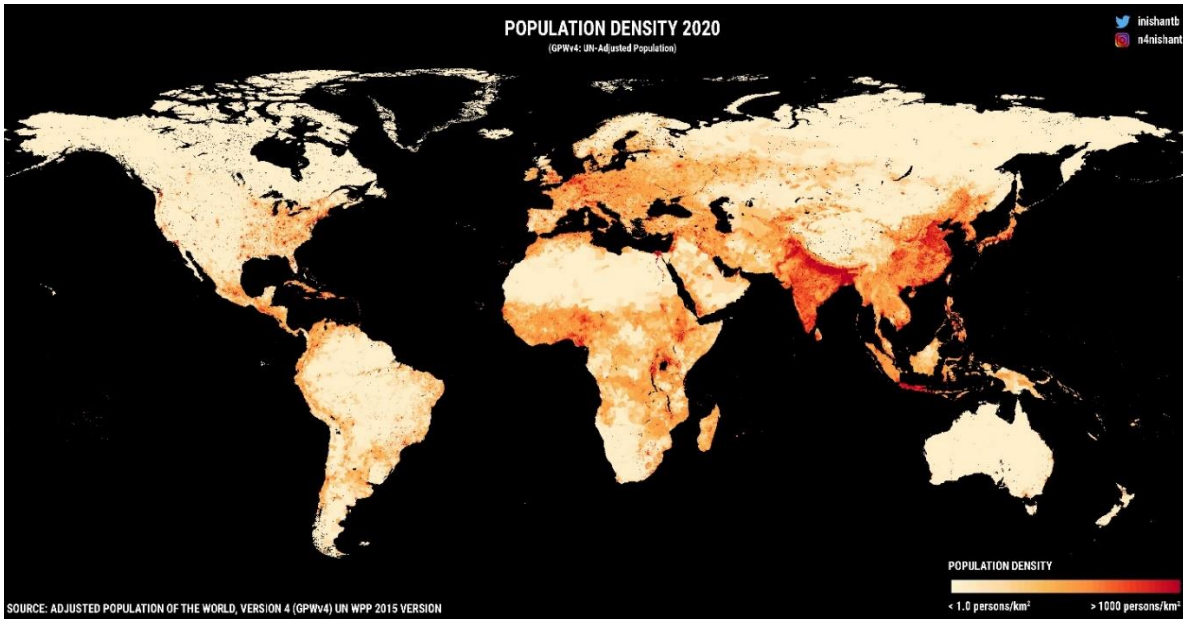 POPULATION DENSITY 2020
(GPWv4: UN-Adjusted Population)
inishantb
n4nishant
POPULATION DENSITY
< 1.0 persons/km²
> 1000 persons/km²
SOURCE: ADJUSTED POPULATION OF THE WORLD, VERSION 4 (GPWv4) UN WPP 2015 VERSION